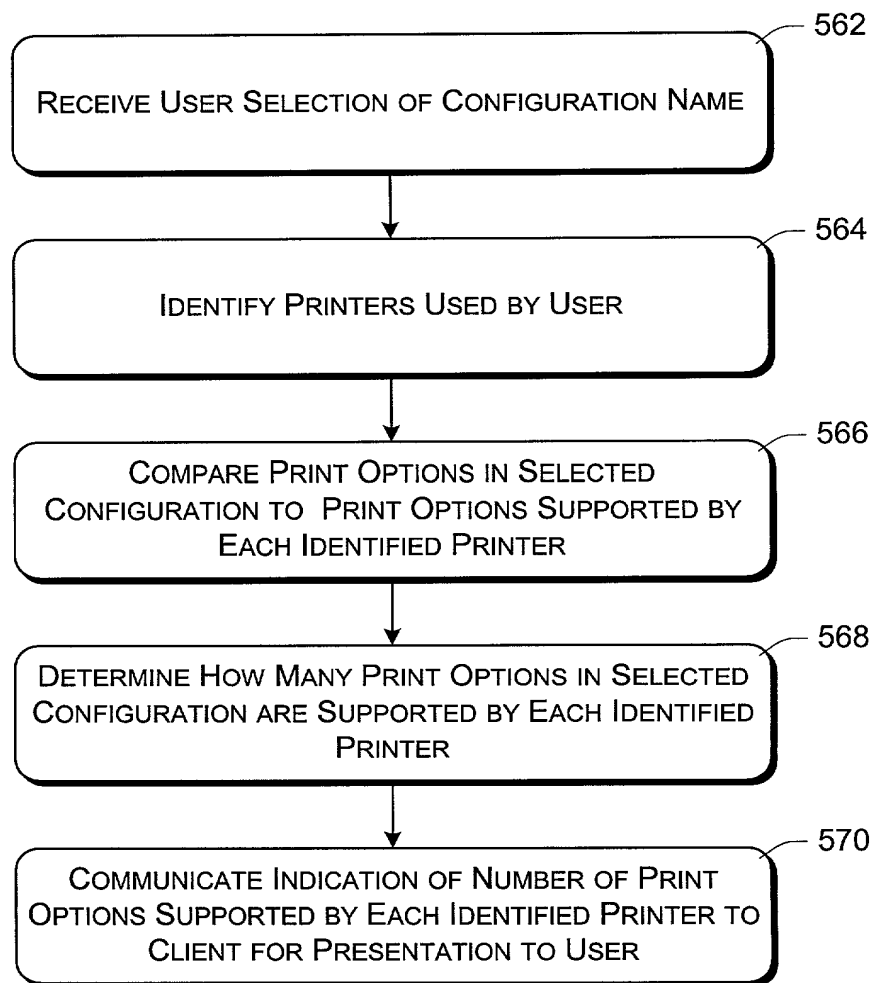 562
RECEIVE USER SELECTION OF CONFIGURATION NAME
564
IDENTIFY PRINTERS USED BY USER
566
COMPARE PRINT OPTIONS IN SELECTED
CONFIGURATION TO PRINT OPTIONS SUPPORTED BY
EACH IDENTIFIED PRINTER
568
DETERMINE HOW MANY PRINT OPTIONS IN SELECTED
CONFIGURATION ARE SUPPORTED BY EACH IDENTIFIED
PRINTER
570
COMMUNICATE INDICATION OF NUMBER OF PRINT
OPTIONS SUPPORTED BY EACH IDENTIFIED PRINTER TO
CLIENT FOR PRESENTATION TO USER